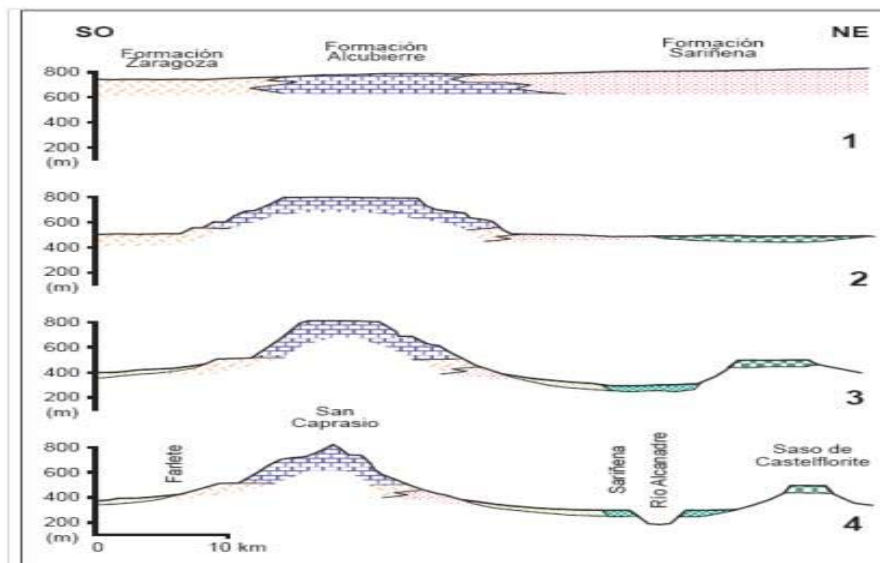 SO
NE
Formación
Zaragoza
Formación
Alcubierre
Formación
Sariñena
800
600
400
200
(m)
1
800
600
400
200
(m)
2
800
600
400
200
(m)
3
San
Caprasio
Farlete
Sariñena
Río Alcanadre
Saso de
Castelflorite
800
600
400
200
(m)
4
0 10 km